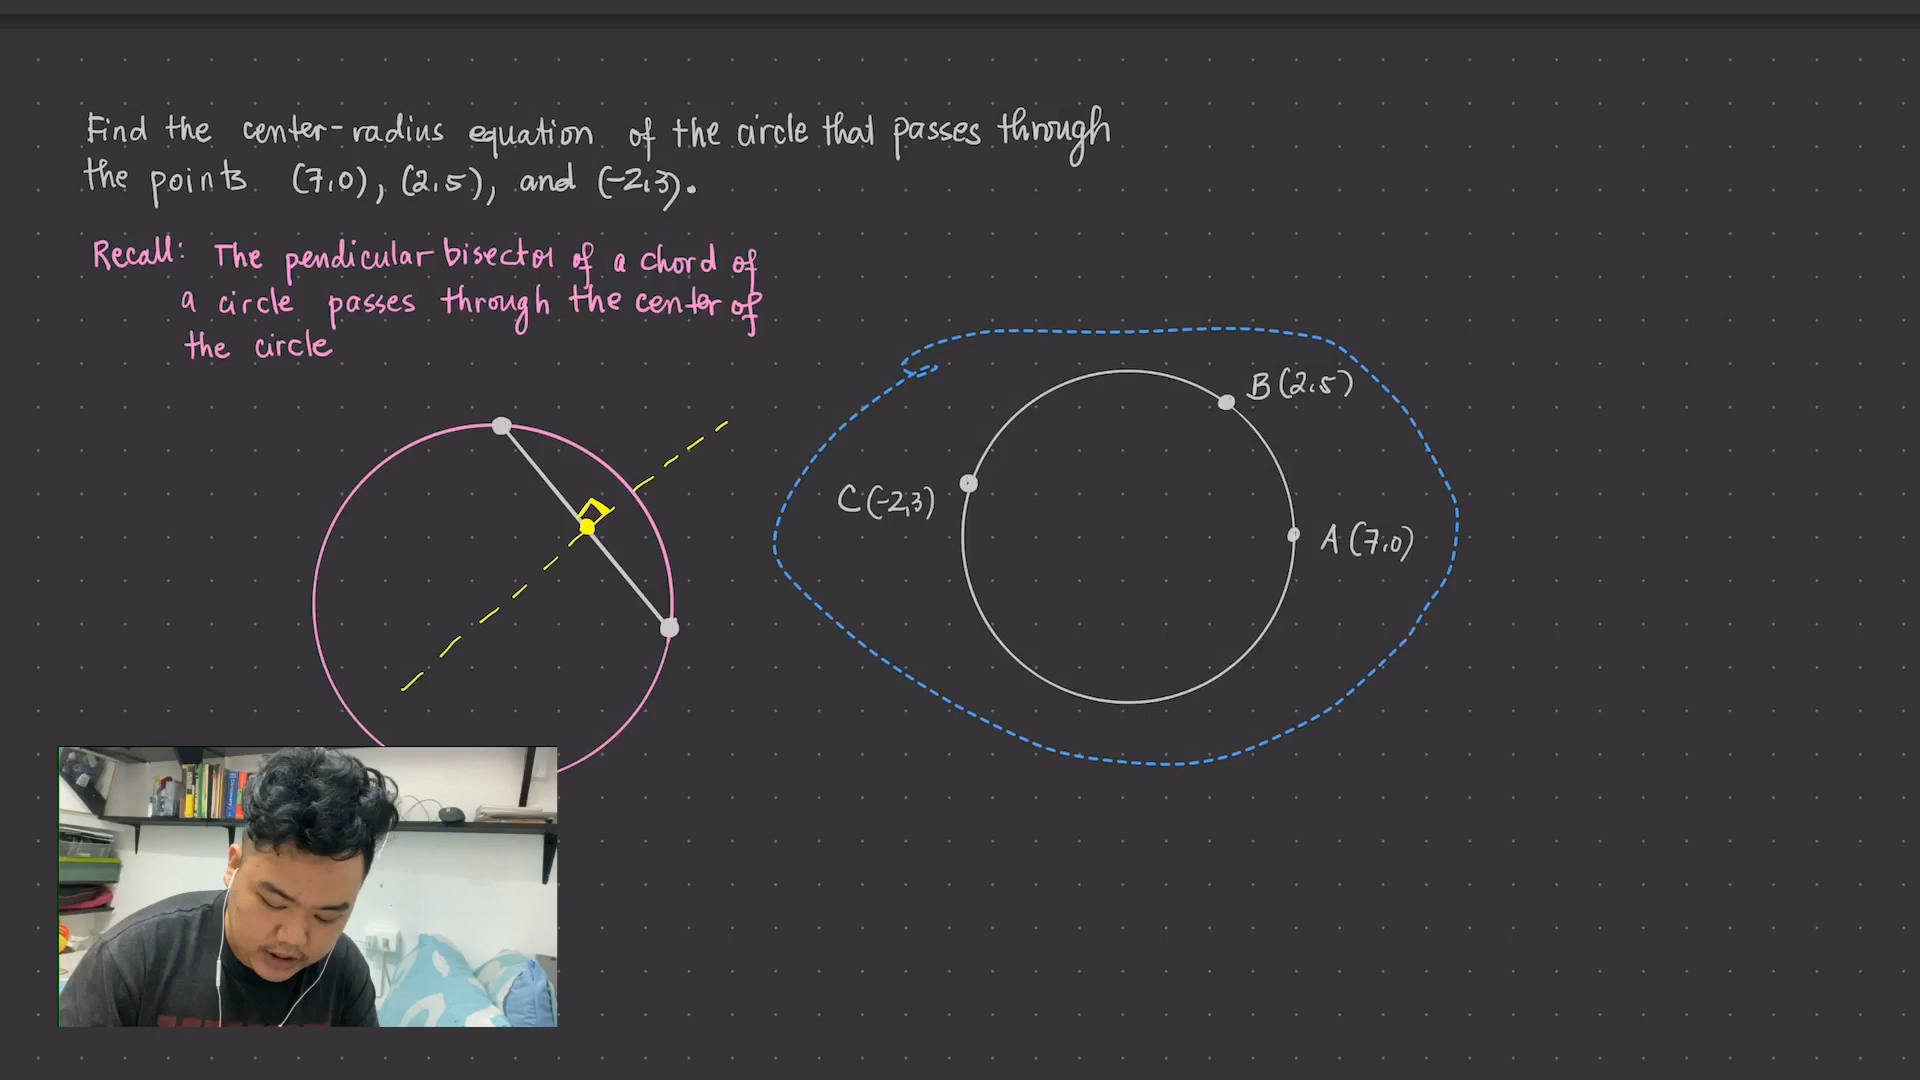 Find the center-radius equation of the circle that passes through
the points (7,0), (2,5), and (-2,3).
Recall: The pendicular bisector of a chord of
a circle passes through the center of
the circle
B(2,5)
C(-2,3)
A(7,0)